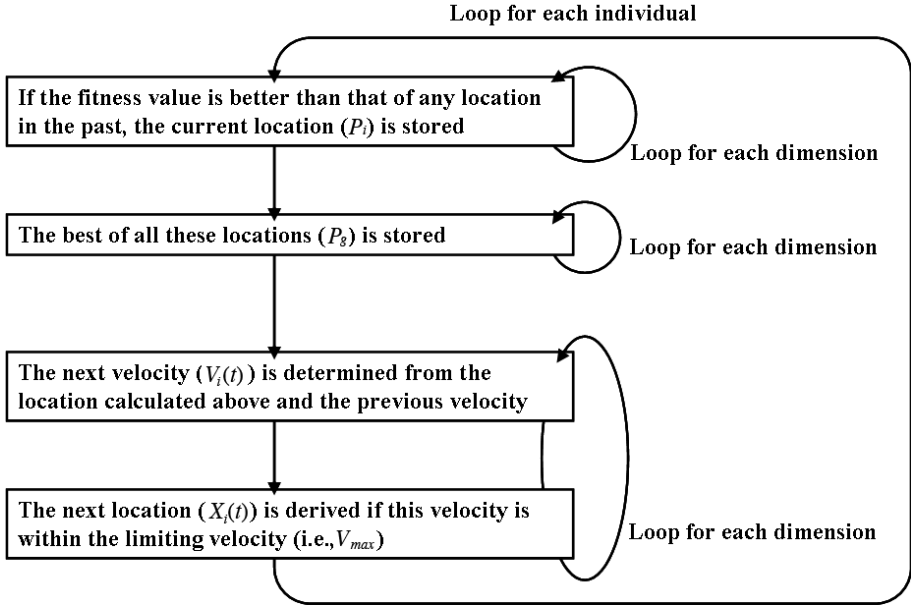 Loop for each individual
If the fitness value is better than that of any location
in the past, the current location (Pi) is stored
Loop for each dimension
The best of all these locations (Pg) is stored
Loop for each dimension
The next velocity (Vi(t)) is determined from the
location calculated above and the previous velocity
The next location (Xi(t)) is derived if this velocity is
within the limiting velocity (i.e.,Vmax)
Loop for each dimension